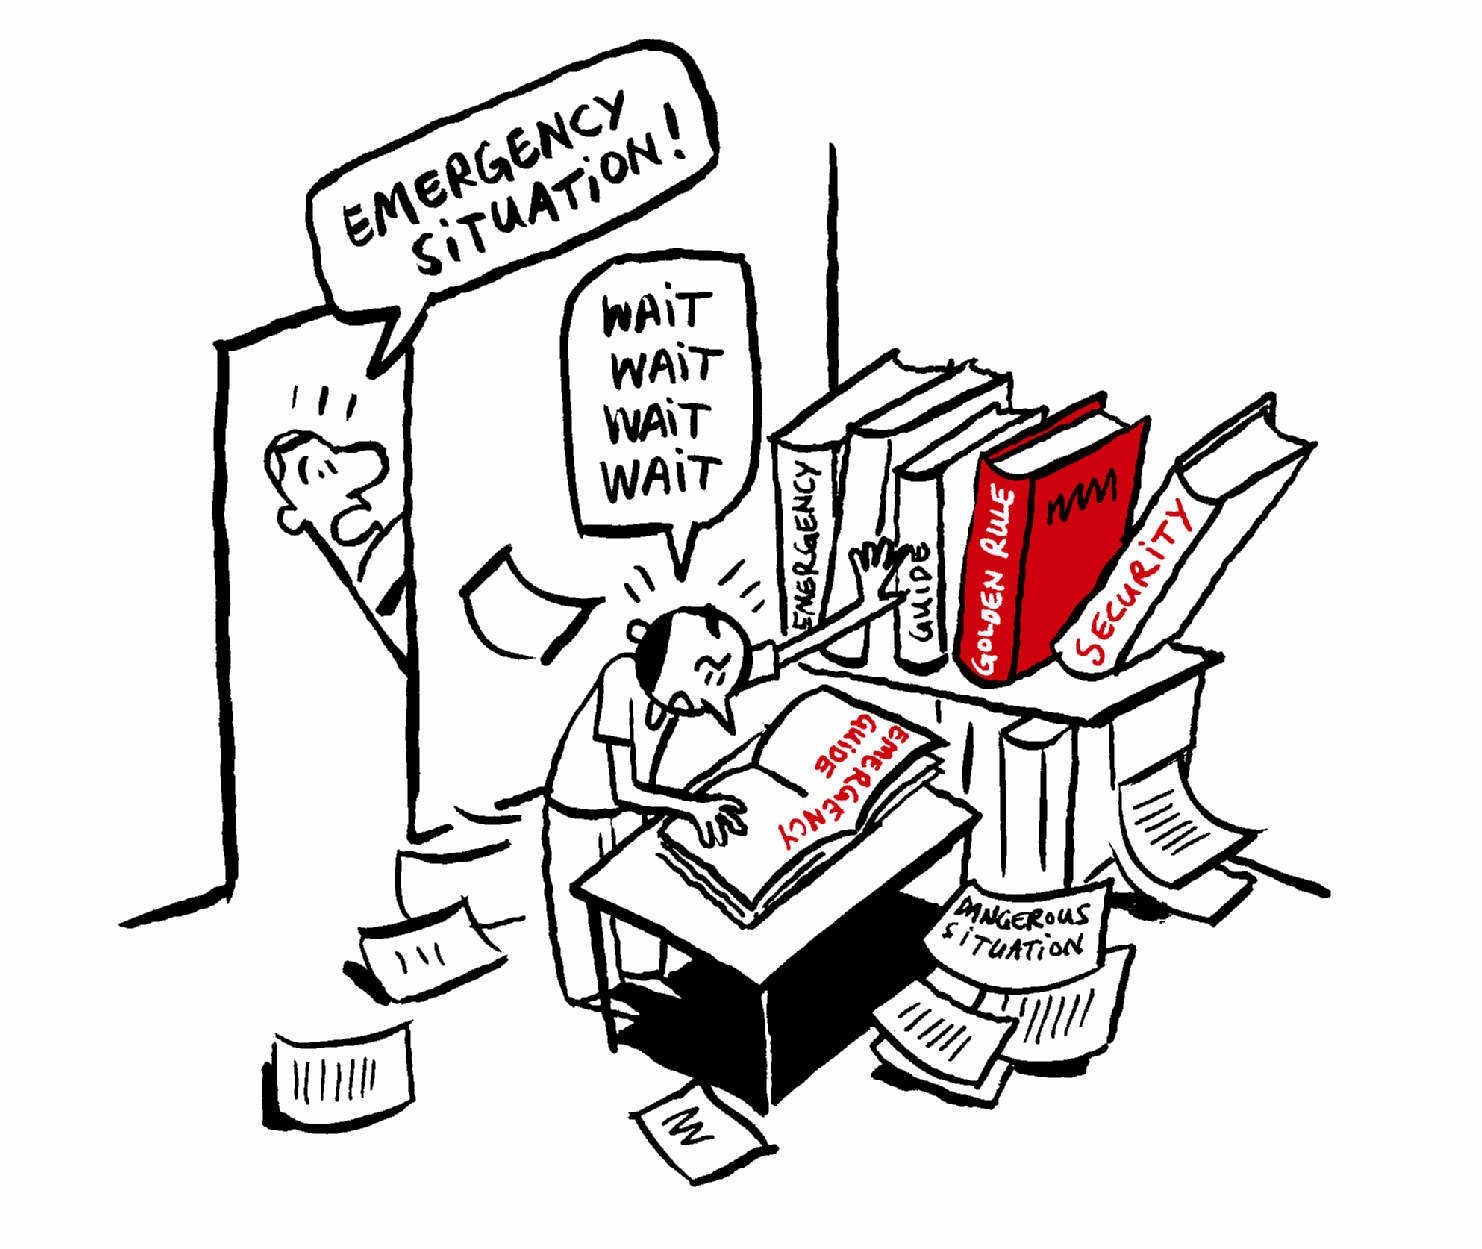 EMERGENCY
SiTUATiON!
WAiT
WAiT
WAiT
WAiT
EMERGENCY
GUiDE
GOLDEN RULE
SECURiTY
EMERGENCY
GUiDE
DANGEROUS
SiTUATiON